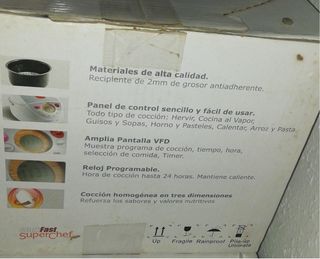 Materiales de alta calidad.
Recipiente de 2mm de grosor antiadherente.
Panel de control sencillo y fácil de usar.
Todo tipo de cocción: Hervir, Cocina al Vapor,
Guisos y Sopas, Horno y Pasteles, Calentar, Arroz y Pasta
Amplia Pantalla VFD
Muestra programa de cocción, tiempo, hora,
selección de comida, Timer.
Reloj Programable.
Hora de cocción hasta 24 horas. Mantiene caliente.
Cocción homogénea en tres dimensiones
Refuerza los sabores y valores nutritivos
Fast
superChef
Up
Fragile
Rainproof
Pile-up